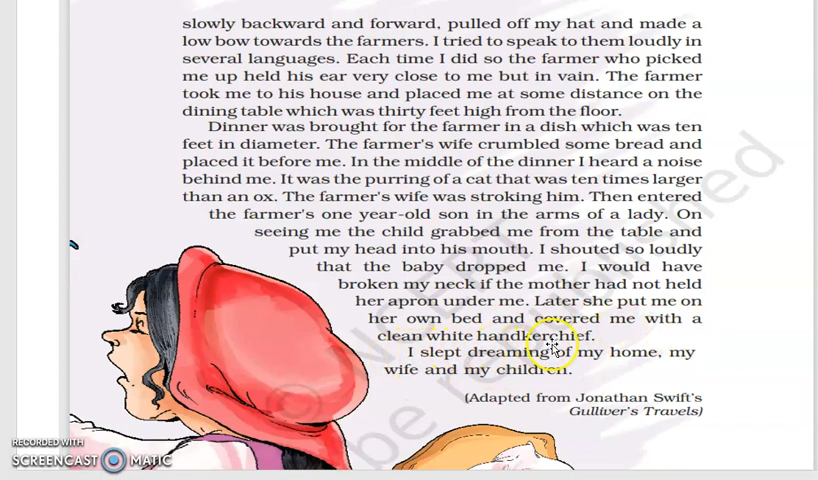 slowly backward and forward, pulled off my hat and made a
low bow towards the farmers. I tried to speak to them loudly in
several languages. Each time I did so the farmer who picked
me up held his ear very close to me but in vain. The farmer
took me to his house and placed me at some distance on the
dining table which was thirty feet high from the floor.
Dinner was brought for the farmer in a dish which was ten
feet in diameter. The farmer's wife crumbled some bread and
placed it before me. In the middle of the dinner I heard a noise
behind me. It was the purring of a cat that was ten times larger
than an ox. The farmer's wife was stroking him. Then entered
the farmer's one year-old son in the arms of a lady. On
seeing me the child grabbed me from the table and
put my head into his mouth. I shouted so loudly
that the baby dropped me. I would have
broken my neck if the mother had not held
her apron under me. Later she put me on
her own bed and covered me with a
clean white handkerchief.
I slept dreaming of my home, my
wife and my children.
(Adapted from Jonathan Swift's
Gulliver's Travels)
© NCERT
be republished
RECORDED WITH
SCREENCAST MATIC